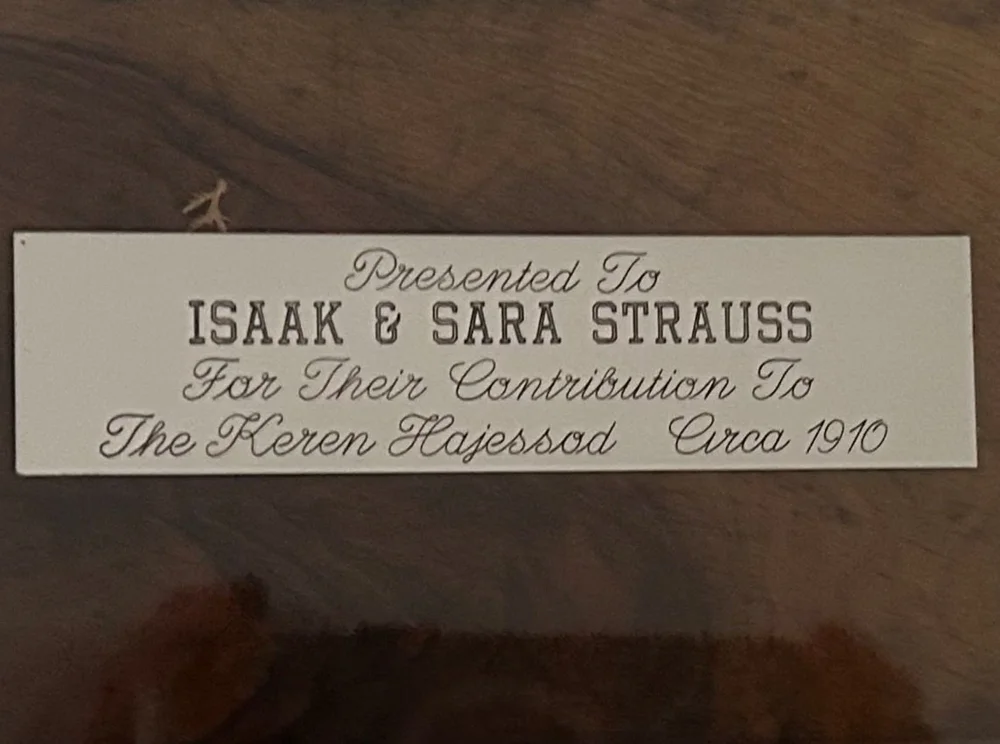 Presented To
ISAAK & SARA STRAUSS
For Their Contribution To
The Keren Hajessod Circa 1910